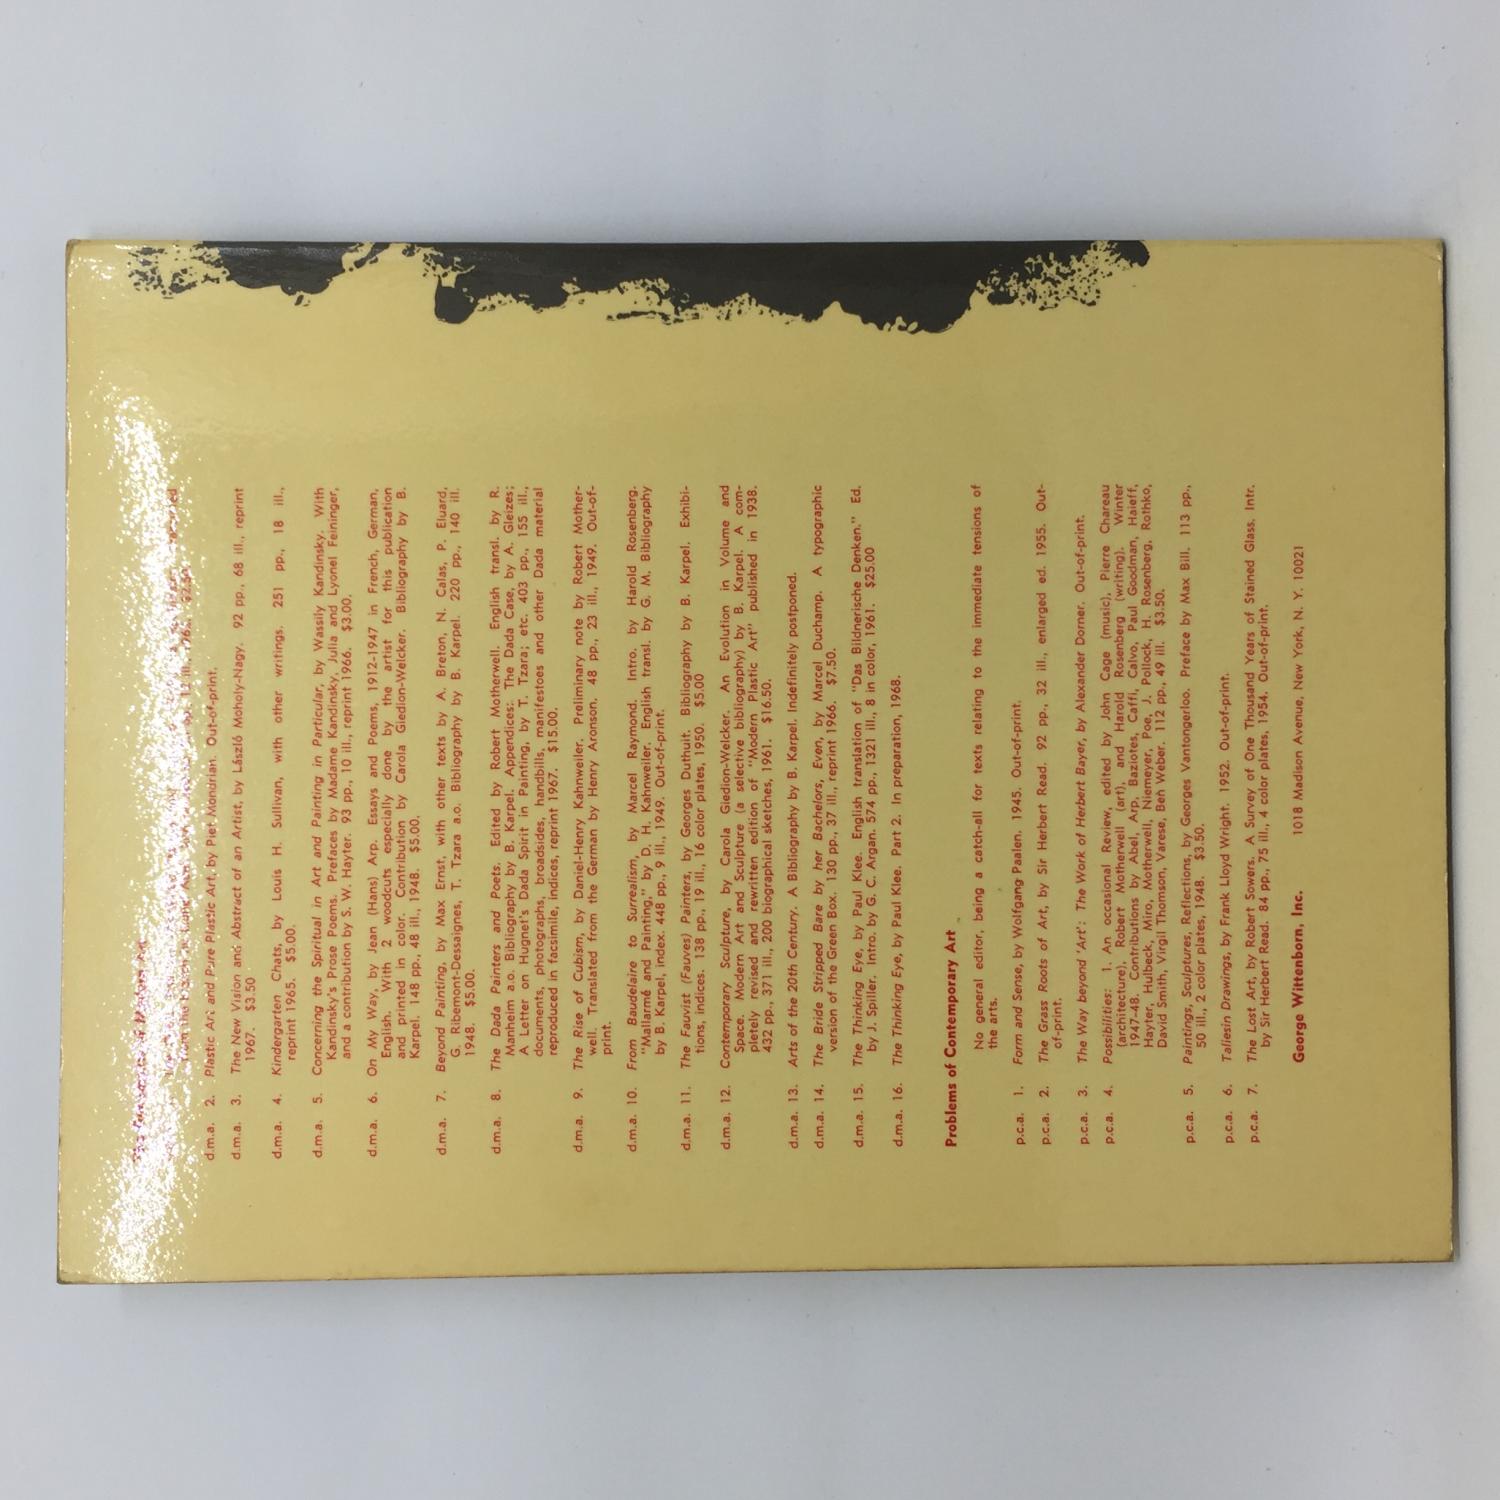 d.m.a. 2. Plastic Art and Pure Plastic Art, by Piet Mondrian. Out-of-print.
d.m.a. 3. The New Vision and Abstract of an Artist, by László Moholy-Nagy. 92 pp., 68 ill., reprint
1967. $3.50
d.m.a. 4. Kindergarten Chats, by Louis H. Sullivan, with other writings. 251 pp., 18 ill.,
reprint 1965. $5.00.
d.m.a. 5. Concerning the Spiritual in Art and Painting in Particular, by Wassily Kandinsky. With
Kandinsky's Prose Poems. Prefaces by Madame Kandinsky, Julia and Lyonel Feininger,
and a contribution by S. W. Hayter. 93 pp., 10 ill., reprint 1966. $3.00.
d.m.a. 6. On My Way, by Jean (Hans) Arp. Essays and Poems, 1912-1947 in French, German,
English. With 2 woodcuts especially done by the artist for this publication
and printed in color. Contribution by Carola Giedion-Welcker. Bibliography by B.
Karpel. 148 pp., 48 ill., 1948. $5.00.
d.m.a. 7. Beyond Painting, by Max Ernst, with other texts by A. Breton, N. Calas, P. Eluard,
G. Ribemont-Dessaignes, T. Tzara a.o. Bibliography by B. Karpel. 220 pp., 140 ill.
1948. $5.00.
d.m.a. 8. The Dada Painters and Poets. Edited by Robert Motherwell. English transl. by R.
Manheim a.o. Bibliography by B. Karpel. Appendices: The Dada Case, by A. Gleizes;
A Letter on Hugnet's Dada Spirit in Painting, by T. Tzara; etc. 403 pp., 155 ill.,
documents, photographs, broadsides, handbills, manifestoes and other Dada material
reproduced in facsimile, indices, reprint 1967. $15.00.
d.m.a. 9. The Rise of Cubism, by Daniel-Henry Kahnweiler. Preliminary note by Robert Mother-
well. Translated from the German by Henry Aronson. 48 pp., 23 ill., 1949. Out-of-
print.
d.m.a. 10. From Baudelaire to Surrealism, by Marcel Raymond. Intro. by Harold Rosenberg.
"Mallarmé and Painting," by D. H. Kahnweiler. English transl. by G. M. Bibliography
by B. Karpel, index. 448 pp., 9 ill., 1949. Out-of-print.
d.m.a. 11. The Fauvist (Fauves) Painters, by Georges Duthuit. Bibliography by B. Karpel. Exhibi-
tions, indices. 138 pp., 19 ill., 16 color plates, 1950. $5.00
d.m.a. 12. Contemporary Sculpture, by Carola Giedion-Welcker. An Evolution in Volume and
Space. Modern Art and Sculpture (a selective bibliography) by B. Karpel. A com-
pletely revised and rewritten edition of "Modern Plastic Art" published in 1938.
432 pp., 371 ill., 200 biographical sketches, 1961. $16.50.
d.m.a. 13. Arts of the 20th Century. A Bibliography by B. Karpel. Indefinitely postponed.
d.m.a. 14. The Bride Stripped Bare by her Bachelors, Even, by Marcel Duchamp. A typographic
version of the Green Box. 130 pp., 37 ill., reprint 1966. $7.50.
d.m.a. 15. The Thinking Eye, by Paul Klee. English translation of "Das Bildnerische Denken." Ed.
by J. Spiller. Intro. by G. C. Argan. 574 pp., 1321 ill., 8 in color, 1961. $25.00
d.m.a. 16. The Thinking Eye, by Paul Klee. Part 2. In preparation, 1968.
Problems of Contemporary Art
No general editor, being a catch-all for texts relating to the immediate tensions of
the arts.
p.c.a. 1. Form and Sense, by Wolfgang Paalen. 1945. Out-of-print.
p.c.a. 2. The Grass Roots of Art, by Sir Herbert Read. 92 pp., 32 ill., enlarged ed. 1955. Out-
of-print.
p.c.a. 3. The Way beyond 'Art': The Work of Herbert Bayer, by Alexander Dorner. Out-of-print.
p.c.a. 4. Possibilities: 1. An occasional Review, edited by John Cage (music), Pierre Chareau
(architecture), Robert Motherwell (art), and Harold Rosenberg (writing). Winter
1947-48. Contributions by Abel, Arp, Baziotes, Caffi, Calvo, Paul Goodman, Haieff,
Hayter, Hulbeck, Miro, Motherwell, Niemeyer, Poe, J. Pollock, H. Rosenberg, Rothko,
David Smith, Virgil Thomson, Varese, Ben Weber. 112 pp., 49 ill. $3.50.
p.c.a. 5. Paintings, Sculptures, Reflections, by Georges Vantongerloo. Preface by Max Bill. 113 pp.,
50 ill., 2 color plates, 1948. $3.50.
p.c.a. 6. Taliesin Drawings, by Frank Lloyd Wright. 1952. Out-of-print.
p.c.a. 7. The Lost Art, by Robert Sowers. A Survey of One Thousand Years of Stained Glass. Intr.
by Sir Herbert Read. 84 pp., 75 ill., 4 color plates, 1954. Out-of-print.
George Wittenborn, Inc. 1018 Madison Avenue, New York, N. Y. 10021